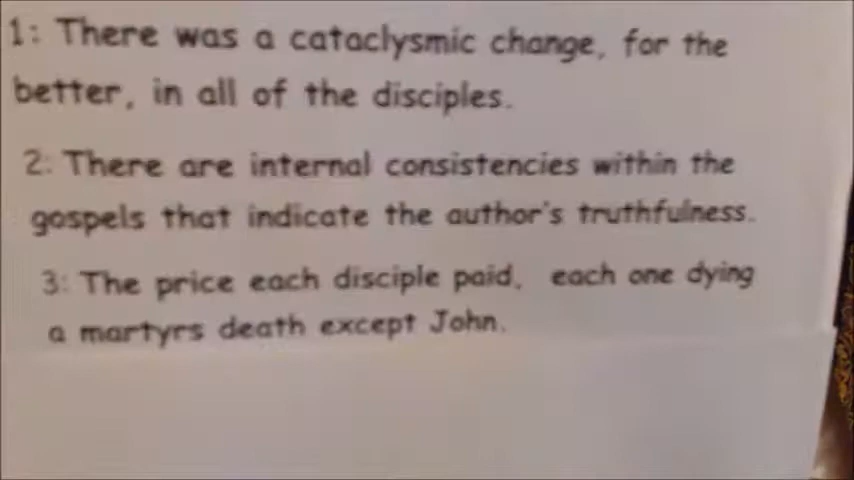 1: There was a cataclysmic change, for the
better, in all of the disciples.
2: There are internal consistencies within the
gospels that indicate the author's truthfulness.
3: The price each disciple paid, each one dying
a martyrs death except John.